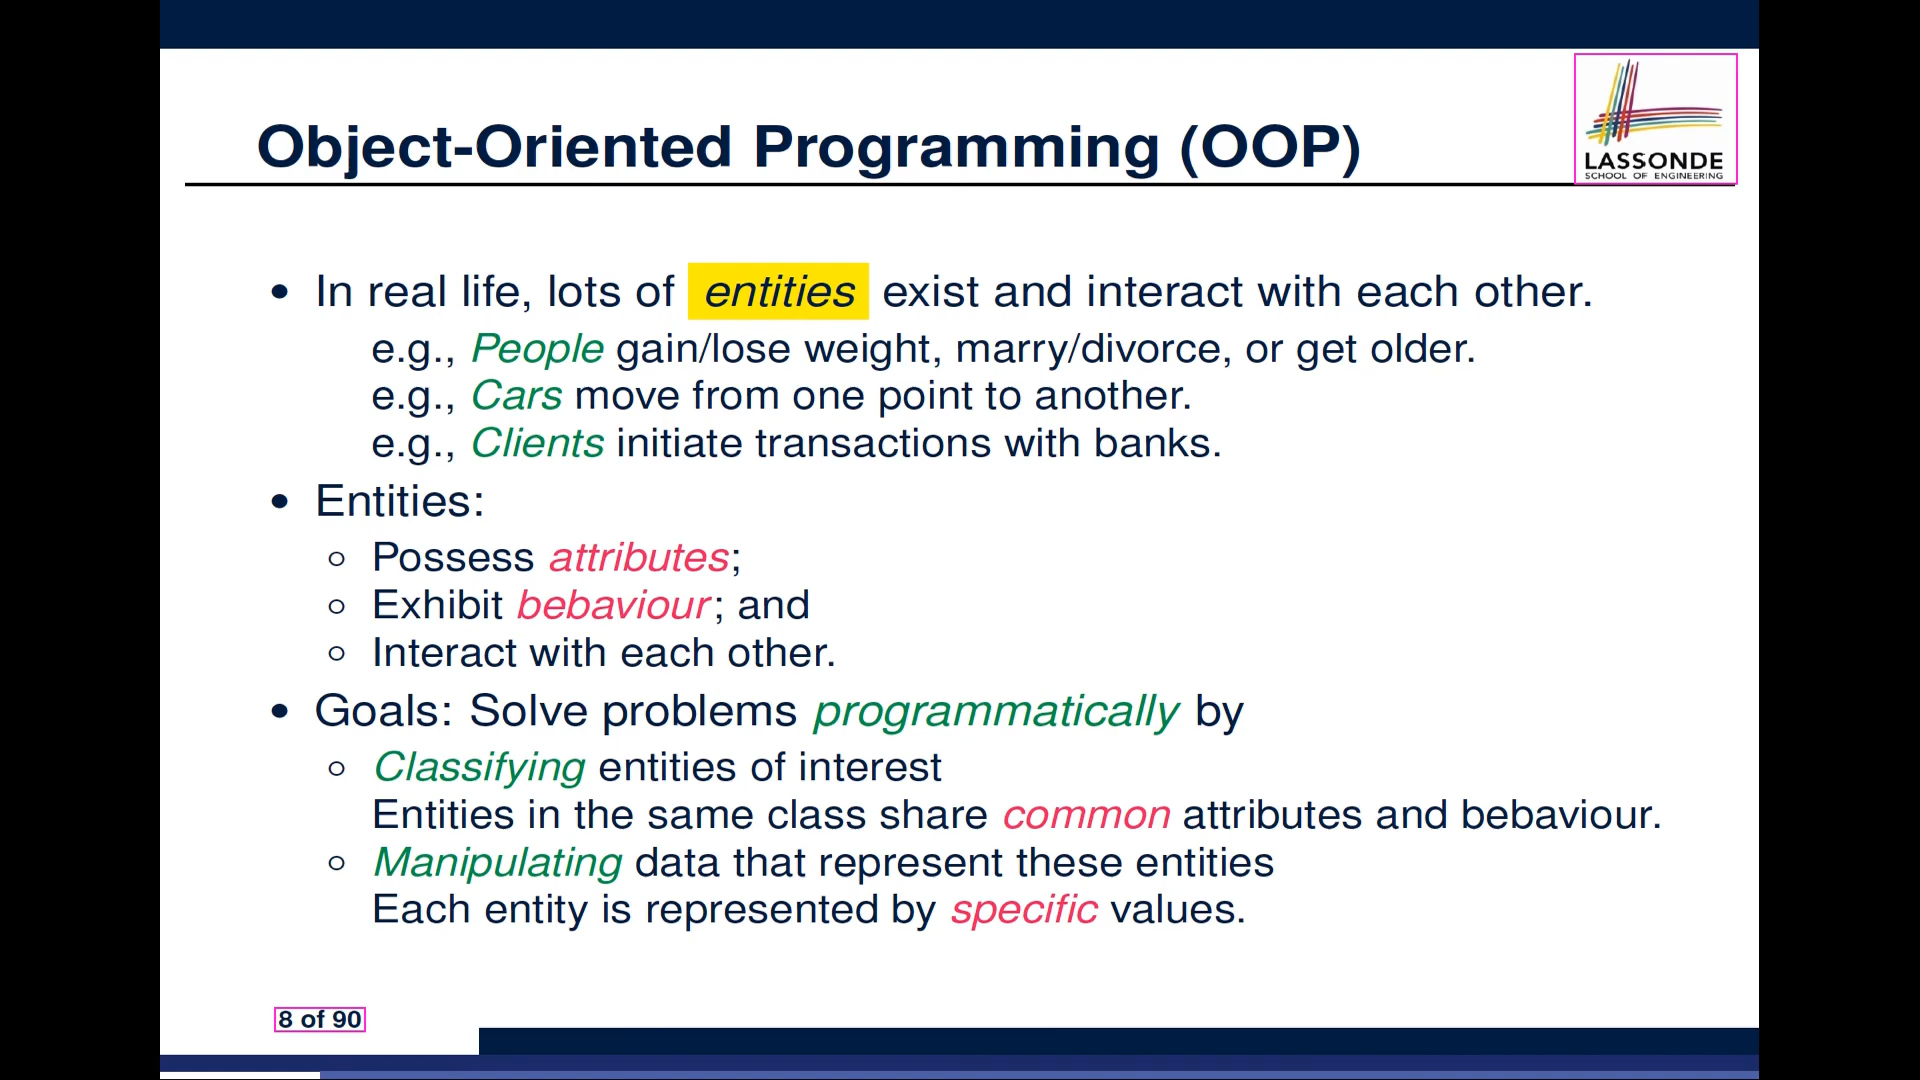 Object-Oriented Programming (OOP)
LASSONDE
SCHOOL OF ENGINEERING
• In real life, lots of entities exist and interact with each other.
e.g., People gain/lose weight, marry/divorce, or get older.
e.g., Cars move from one point to another.
e.g., Clients initiate transactions with banks.
• Entities:
○ Possess attributes;
○ Exhibit bebaviour; and
○ Interact with each other.
• Goals: Solve problems programmatically by
○ Classifying entities of interest
Entities in the same class share common attributes and bebaviour.
○ Manipulating data that represent these entities
Each entity is represented by specific values.
8 of 90